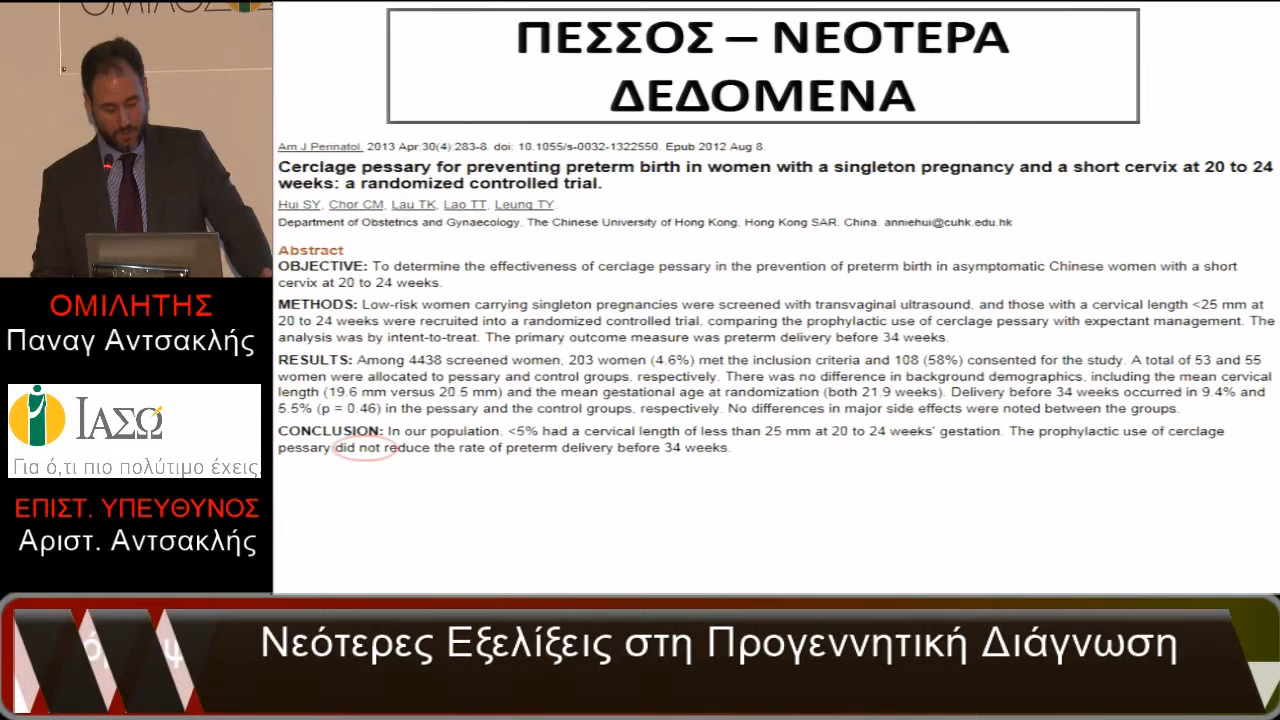 ΠΕΣΣΟΣ – ΝΕΟΤΕΡΑ
ΔΕΔΟΜΕΝΑ
Am J Perinatol. 2013 Apr;30(4):283-8. doi: 10.1055/s-0032-1322550. Epub 2012 Aug 8.
Cerclage pessary for preventing preterm birth in women with a singleton pregnancy and a short cervix at 20 to 24
weeks: a randomized controlled trial.
Hui SY, Chor CM, Lau TK, Lao TT, Leung TY.
Department of Obstetrics and Gynaecology, The Chinese University of Hong Kong, Hong Kong SAR, China. anniehui@cuhk.edu.hk
Abstract
OBJECTIVE: To determine the effectiveness of cerclage pessary in the prevention of preterm birth in asymptomatic Chinese women with a short
cervix at 20 to 24 weeks.
METHODS: Low-risk women carrying singleton pregnancies were screened with transvaginal ultrasound, and those with a cervical length <25 mm at
20 to 24 weeks were recruited into a randomized controlled trial, comparing the prophylactic use of cerclage pessary with expectant management. The
analysis was by intent-to-treat. The primary outcome measure was preterm delivery before 34 weeks.
RESULTS: Among 4438 screened women, 203 women (4.6%) met the inclusion criteria and 108 (58%) consented for the study. A total of 53 and 55
women were allocated to pessary and control groups, respectively. There was no difference in background demographics, including the mean cervical
length (19.6 mm versus 20.5 mm) and the mean gestational age at randomization (both 21.9 weeks). Delivery before 34 weeks occurred in 9.4% and
5.5% (p = 0.46) in the pessary and the control groups, respectively. No differences in major side effects were noted between the groups.
CONCLUSION: In our population, <5% had a cervical length of less than 25 mm at 20 to 24 weeks' gestation. The prophylactic use of cerclage
pessary did not reduce the rate of preterm delivery before 34 weeks.
ΟΜΙΛΗΤΗΣ
Παναγ Αντσακλής
ΙΑΣΩ
Για ό,τι πιο πολύτιμο έχεις.
ΕΠΙΣΤ. ΥΠΕΥΘΥΝΟΣ
Αριστ. Αντσακλής
Νεότερες Εξελίξεις στη Προγεννητική Διάγνωση